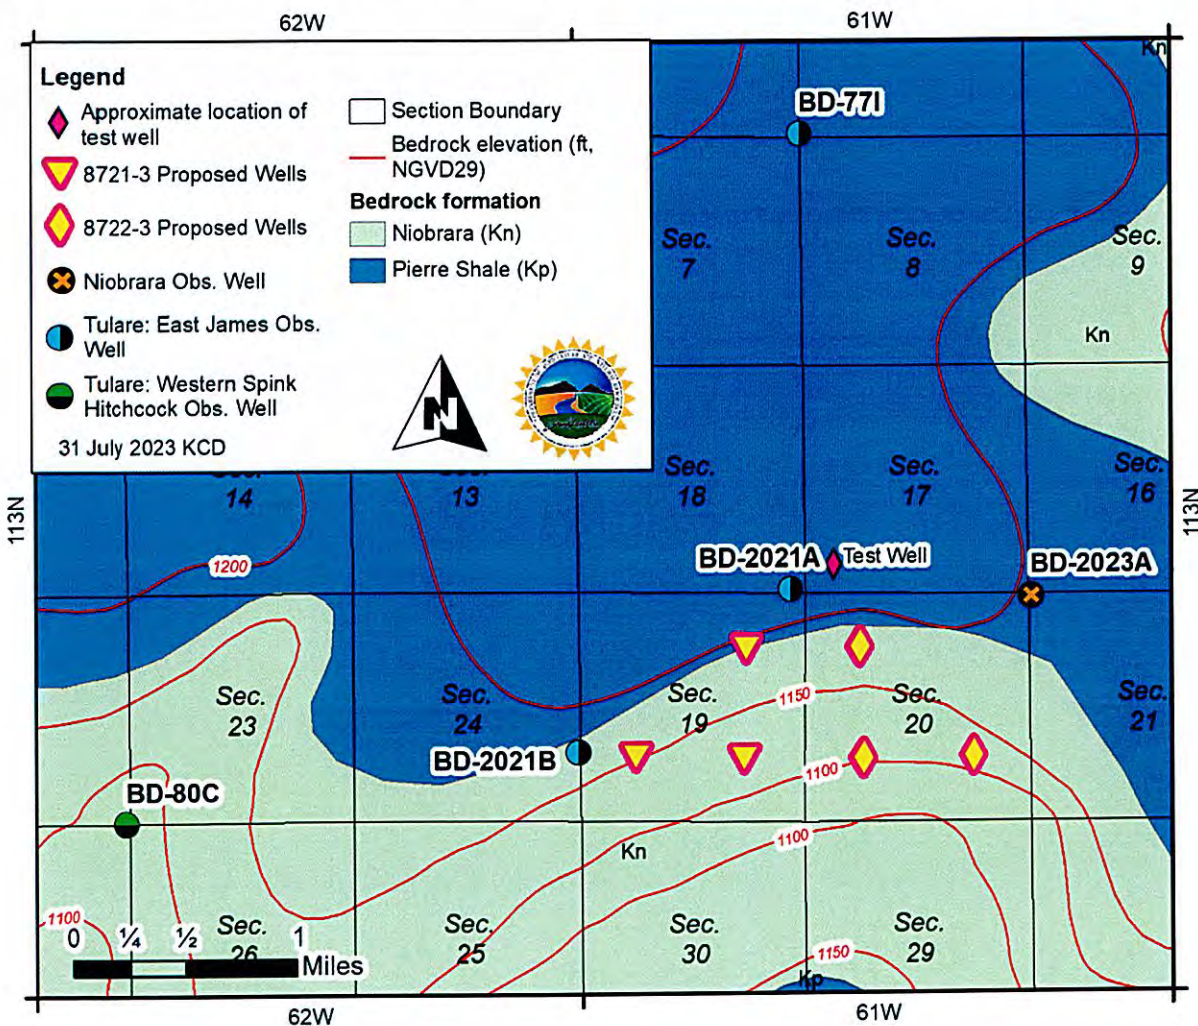 62W
61W
Legend
Approximate location of
test well
8721-3 Proposed Wells
8722-3 Proposed Wells
Niobrara Obs. Well
Tulare: East James Obs.
Well
Tulare: Western Spink
Hitchcock Obs. Well
31 July 2023 KCD
Section Boundary
Bedrock elevation (ft,
NGVD29)
Bedrock formation
Niobrara (Kn)
Pierre Shale (Kp)
N
Kn
BD-77I
Sec.
7
Sec.
8
Sec.
9
Kn
113N
113N
Sec.
14
Sec.
13
Sec.
18
Sec.
17
Sec.
16
1200
BD-2021A
Test Well
BD-2023A
Sec.
23
Sec.
24
Sec.
19
1150
Sec.
20
Sec.
21
BD-2021B
1100
BD-80C
Kn
1100
1100
Sec.
26
Sec.
25
Sec.
30
Sec.
29
0 ¼ ½ 1
Miles
1150
Kp
62W
61W